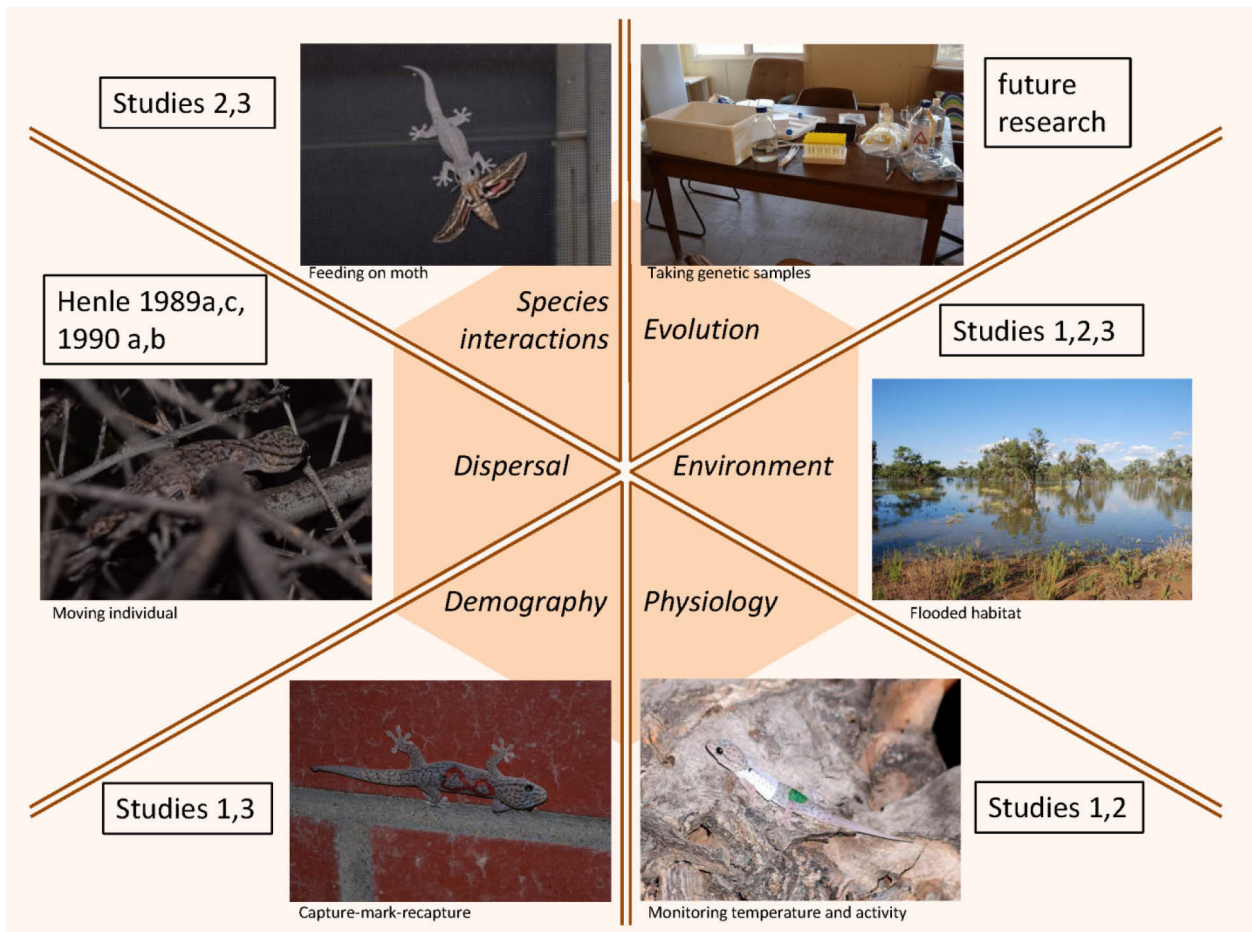 Studies 2,3
future
research
Feeding on moth
Taking genetic samples
Species
interactions
Evolution
Henle 1989a,c,
1990 a,b
Studies 1,2,3
Dispersal
Environment
Moving individual
Flooded habitat
Demography
Physiology
Studies 1,3
Studies 1,2
Capture-mark-recapture
Monitoring temperature and activity